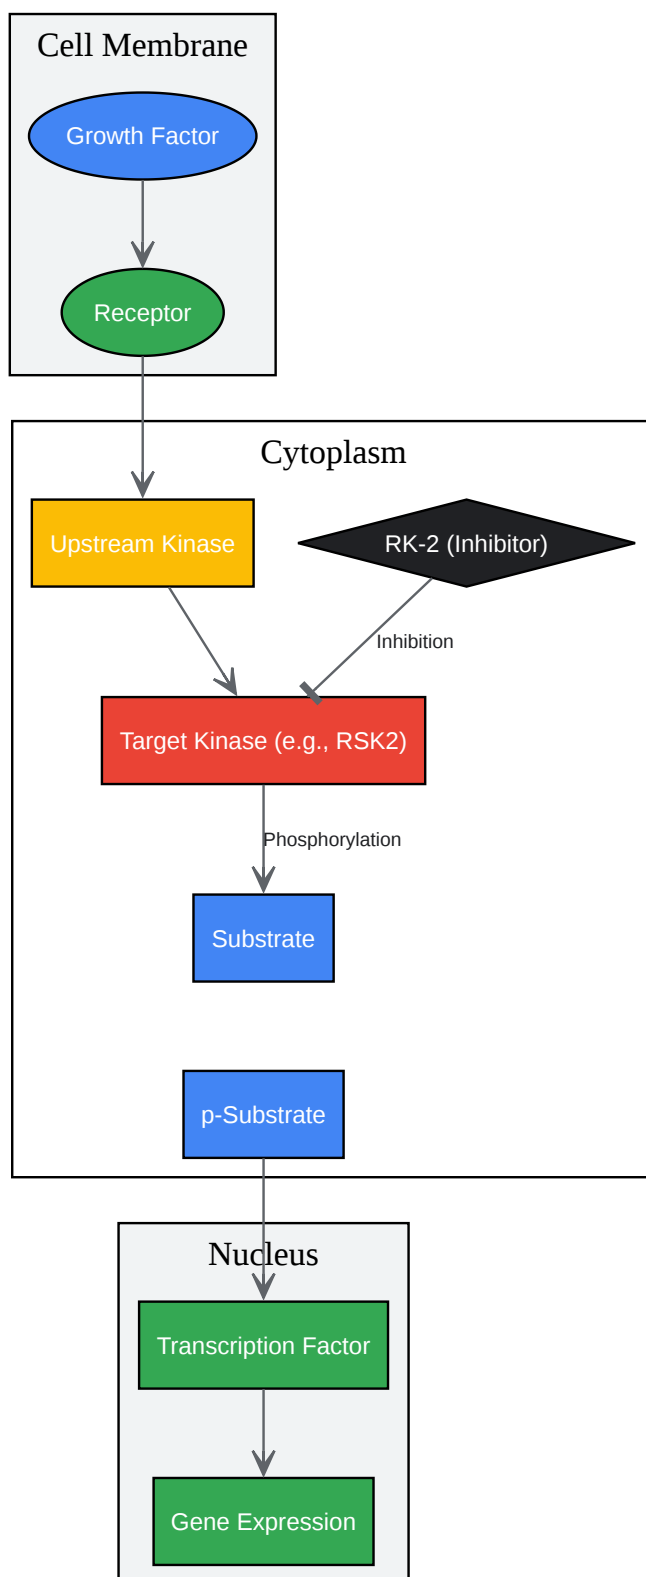 Cell Membrane
Growth Factor
Receptor
Cytoplasm
Upstream Kinase
RK-2 (Inhibitor)
Inhibition
Target Kinase (e.g., RSK2)
Phosphorylation
Substrate
p-Substrate
Nucleus
Transcription Factor
Gene Expression